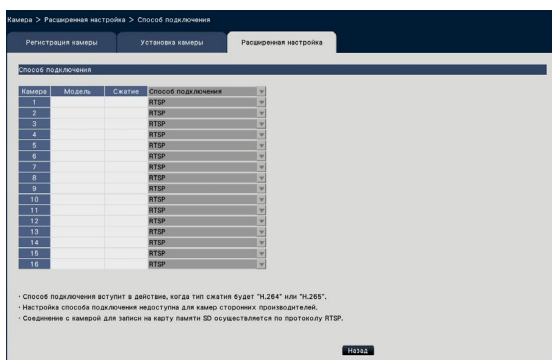 Камера > Расширенная настройка > Способ подключения
Регистрация камеры Установка камеры Расширенная настройка
Способ подключения
Камера Модель Сжатие Способ подключения
1 RTSP
2 RTSP
3 RTSP
4 RTSP
5 RTSP
6 RTSP
7 RTSP
8 RTSP
9 RTSP
10 RTSP
11 RTSP
12 RTSP
13 RTSP
14 RTSP
15 RTSP
16 RTSP
· Способ подключения вступит в действие, когда тип сжатия будет "H.264" или "H.265".
· Настройка способа подключения недоступна для камер сторонних производителей.
· Соединение с камерой для записи на карту памяти SD осуществляется по протоколу RTSP.
Назад